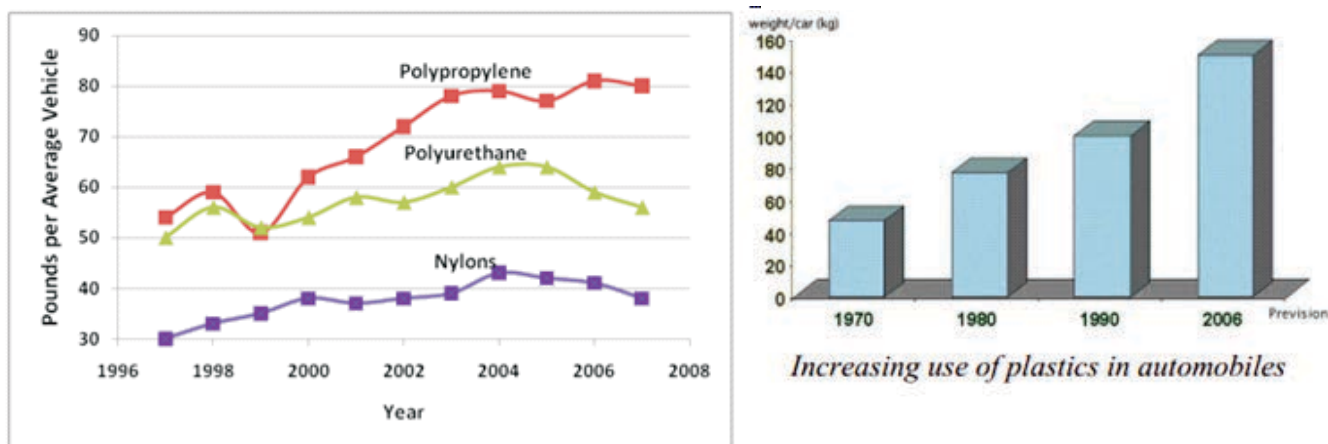 90
80
70
60
50
40
30
Pounds per Average Vehicle
Polypropylene
Polyurethane
Nylons
1996 1998 2000 2002 2004 2006 2008
Year
weight/car (kg)
160
140
120
100
80
60
40
20
0
1970 1980 1990 2006 Prevision
Increasing use of plastics in automobiles